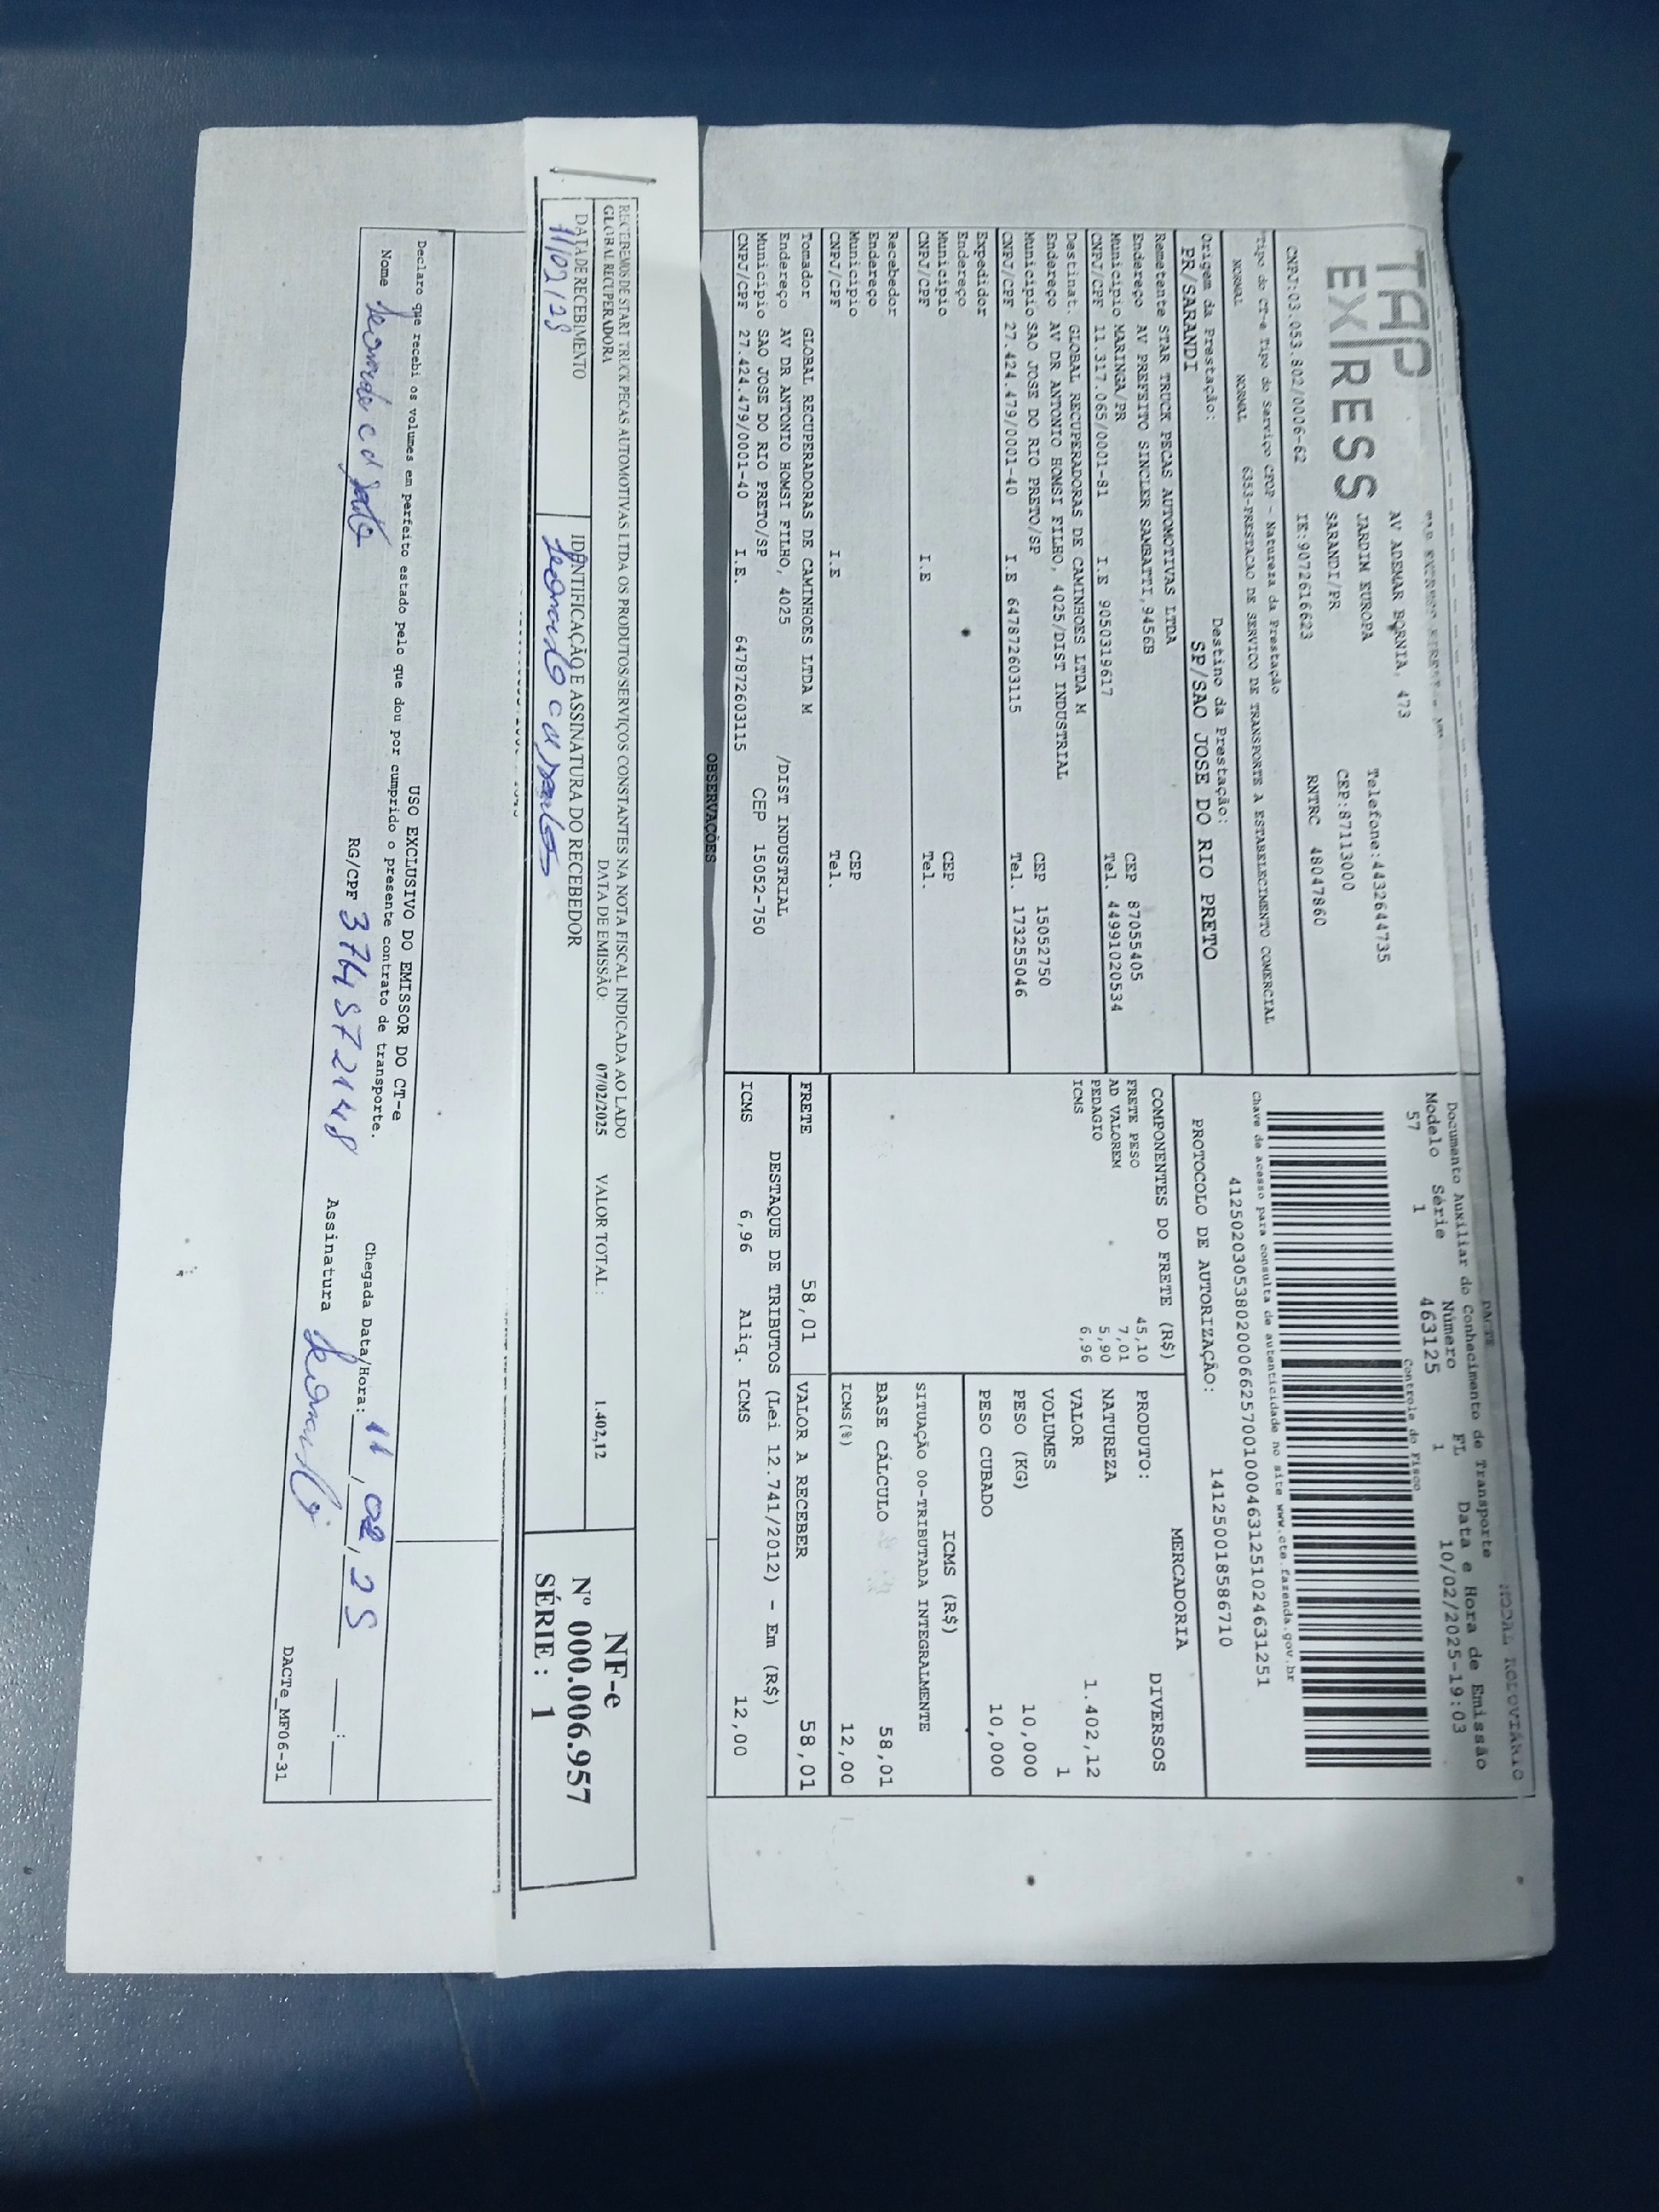 TAP
EXPRESS
AV ADEMAR BORNIA, 473
JARDIM EUROPA
SARANDI/PR
Telefone:4432644735
CEP:87113000
CNPJ:03.053.802/0006-62 IE:9072616623 RNTRC 48047860
Tipo do CT-e Tipo do Serviço CFOP - Natureza da Prestação
NORMAL NORMAL 6353-PRESTACAO DE SERVICO DE TRANSPORTE A ESTABELECIMENTO COMERCIAL
Origem da Prestação: Destino da Prestação:
PR/SARANDI SP/SAO JOSE DO RIO PRETO
Remetente STAR TRUCK PECAS AUTOMOTIVAS LTDA
Endereço AV PREFEITO SINCLER SAMBATTI,9456B
Município MARINGA/PR CEP 87055405
CNPJ/CPF 11.317.065/0001-81 I.E 9050319617 Tel. 44991020534
Destinat. GLOBAL RECUPERADORAS DE CAMINHOES LTDA M
Endereço AV DR ANTONIO HOMSI FILHO, 4025/DIST INDUSTRIAL
Município SAO JOSE DO RIO PRETO/SP CEP 15052750
CNPJ/CPF 27.424.479/0001-40 I.E 647872603115 Tel. 173255046
Expedidor
Endereço
Município CEP
CNPJ/CPF I.E Tel.
Recebedor
Endereço
Município CEP
CNPJ/CPF I.E Tel.
Tomador GLOBAL RECUPERADORAS DE CAMINHOES LTDA M
Endereço AV DR ANTONIO HOMSI FILHO, 4025 /DIST INDUSTRIAL
Município SAO JOSE DO RIO PRETO/SP CEP 15052-750
CNPJ/CPF 27.424.479/0001-40 I.E. 647872603115
MODAL RODOVIÁRIO
DACTE
Documento Auxiliar do Conhecimento de Transporte
Modelo Série Número FL Data e Hora de Emissão
57 1 463125 1 10/02/2025-19:03
Controle do Fisco
Chave de acesso para consulta de autenticidade no site www.cte.fazenda.gov.br
41250203053802000662570010004631251024631251
PROTOCOLO DE AUTORIZAÇÃO: 141250018586710
COMPONENTES DO FRETE (R$)
FRETE PESO 45,10
AD VALOREM 7,01
PEDAGIO 5,90
ICMS 6,96
MERCADORIA
PRODUTO: DIVERSOS
NATUREZA
VALOR 1.402,12
VOLUMES 1
PESO (KG) 10,000
PESO CUBADO 10,000
ICMS (R$)
SITUAÇÃO 00-TRIBUTADA INTEGRALMENTE
BASE CÁLCULO 58,01
ICMS(%) 12,00
FRETE 58,01 VALOR A RECEBER 58,01
DESTAQUE DE TRIBUTOS (Lei 12.741/2012) - Em (R$)
ICMS 6,96 Aliq. ICMS 12,00
OBSERVAÇÕES
RECEBEMOS DE START TRUCK PECAS AUTOMOTIVAS LTDA OS PRODUTOS/SERVIÇOS CONSTANTES NA NOTA FISCAL INDICADA AO LADO
GLOBAL RECUPERADORA DATA DE EMISSÃO: 07/02/2025 VALOR TOTAL : 1.402,12
DATA DE RECEBIMENTO IDENTIFICAÇÃO E ASSINATURA DO RECEBEDOR
11/02/25
NF-e
Nº 000.006.957
SÉRIE : 1
USO EXCLUSIVO DO EMISSOR DO CT-e
Declaro que recebi os volumes em perfeito estado pelo que dou por cumprido o presente contrato de transporte.
Chegada Data/Hora: 11, 02, 25 :
Nome RG/CPF Assinatura
DACTe_MF06-31